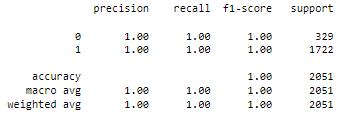 precision recall f1-score support
0 1.00 1.00 1.00 329
1 1.00 1.00 1.00 1722
accuracy 1.00 2051
macro avg 1.00 1.00 1.00 2051
weighted avg 1.00 1.00 1.00 2051